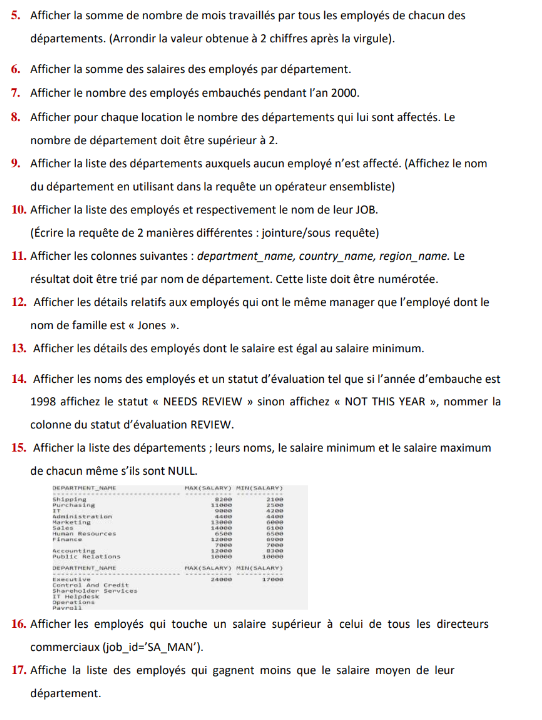 5. Afficher la somme de nombre de mois travaillés par tous les employés de chacun des
départements. (Arrondir la valeur obtenue à 2 chiffres après la virgule).
6. Afficher la somme des salaires des employés par département.
7. Afficher le nombre des employés embauchés pendant l'an 2000.
8. Afficher pour chaque location le nombre des départements qui lui sont affectés. Le
nombre de département doit être supérieur à 2.
9. Afficher la liste des départements auxquels aucun employé n'est affecté. (Affichez le nom
du département en utilisant dans la requête un opérateur ensembliste)
10. Afficher la liste des employés et respectivement le nom de leur JOB.
(Écrire la requête de 2 manières différentes : jointure/sous requête)
11. Afficher les colonnes suivantes : department_name, country_name, region_name. Le
résultat doit être trié par nom de département. Cette liste doit être numérotée.
12. Afficher les détails relatifs aux employés qui ont le même manager que l'employé dont le
nom de famille est « Jones ».
13. Afficher les détails des employés dont le salaire est égal au salaire minimum.
14. Afficher les noms des employés et un statut d'évaluation tel que si l'année d'embauche est
1998 affichez le statut « NEEDS REVIEW » sinon affichez « NOT THIS YEAR », nommer la
colonne du statut d'évaluation REVIEW.
15. Afficher la liste des départements ; leurs noms, le salaire minimum et le salaire maximum
de chacun même s'ils sont NULL.
DEPARTMENT_NAME MAX(SALARY) MIN(SALARY)
Shipping 8200 2100
Purchasing 11000 2500
IT 9000 4200
Administration 4400 4400
Marketing 13000 6000
Sales 14000 6100
Human Resources 6500 6500
Finance 12000 6900
7000 7000
Accounting 12000 8300
Public Relations 10000 10000
DEPARTMENT_NAME MAX(SALARY) MIN(SALARY)
Executive 24000 17000
Control And Credit
Shareholder Services
IT Helpdesk
Operations
Payroll
16. Afficher les employés qui touche un salaire supérieur à celui de tous les directeurs
commerciaux (job_id='SA_MAN').
17. Affiche la liste des employés qui gagnent moins que le salaire moyen de leur
département.